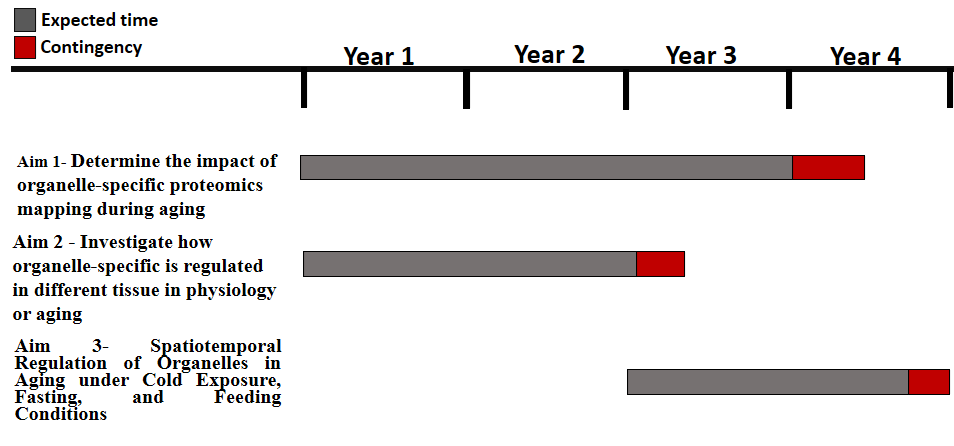 Expected time
Contingency
Year 1
Year 2
Year 3
Year 4
Aim 1- Determine the impact of
organelle-specific proteomics
mapping during aging
Aim 2 - Investigate how
organelle-specific is regulated
in different tissue in physiology
or aging
Aim 3- Spatiotemporal
Regulation of Organelles in
Aging under Cold Exposure,
Fasting, and Feeding
Conditions